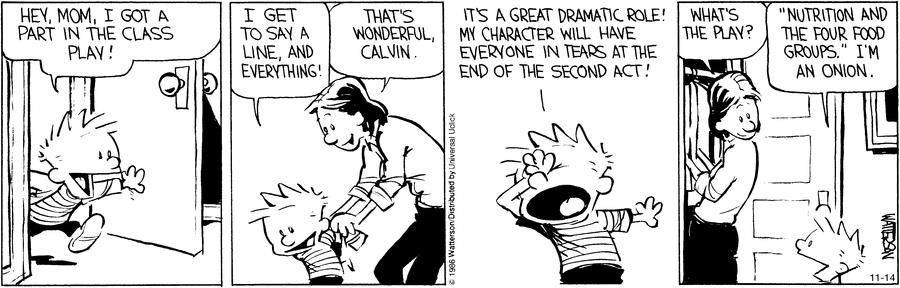 HEY, MOM, I GOT A
PART IN THE CLASS
PLAY!
I GET
TO SAY A
LINE, AND
EVERYTHING!
THAT'S
WONDERFUL,
CALVIN.
© 1986 Watterson/Distributed by Universal Uclick
IT'S A GREAT DRAMATIC ROLE!
MY CHARACTER WILL HAVE
EVERYONE IN TEARS AT THE
END OF THE SECOND ACT!
WHAT'S
THE PLAY?
"NUTRITION AND
THE FOUR FOOD
GROUPS." I'M
AN ONION.
WATTERSON
11-14